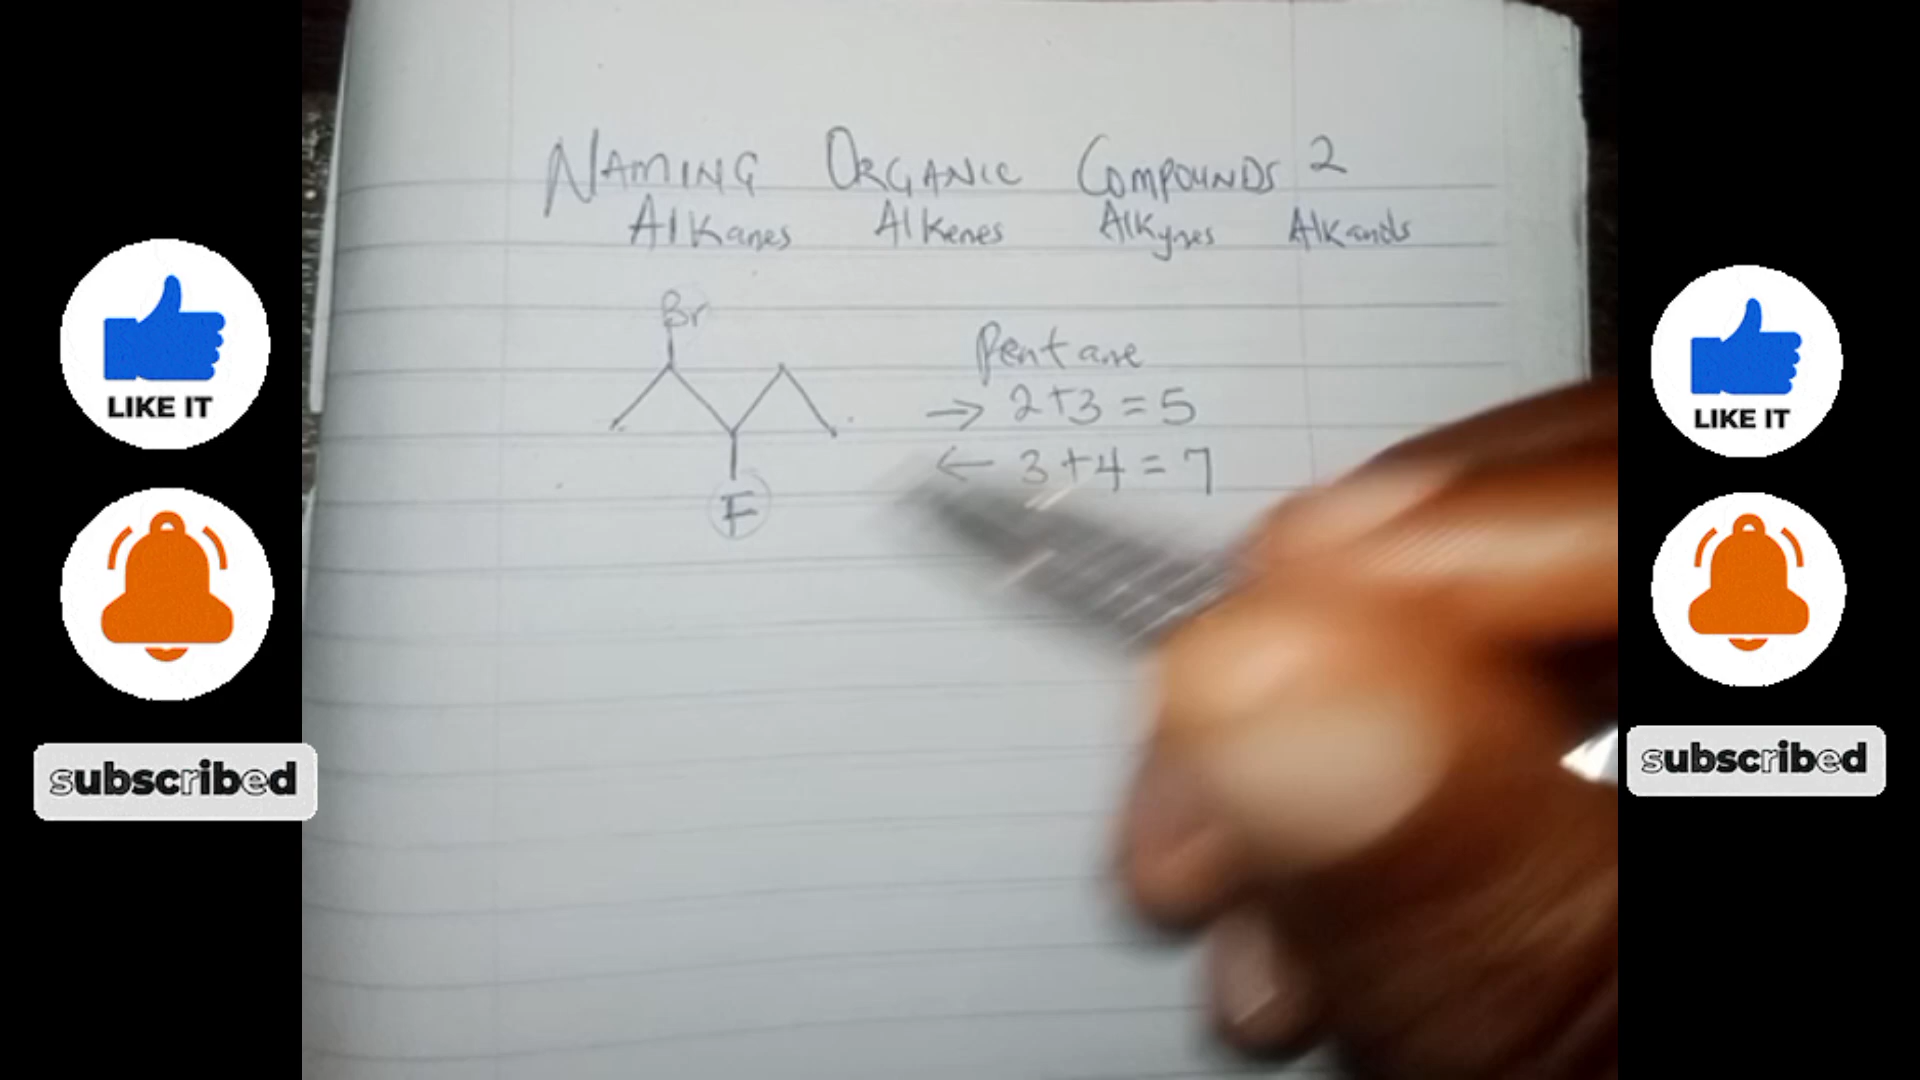 NAMING ORGANIC COMPOUNDS 2
Alkanes Alkenes Alkynes Alkanols
Br
Pentane
→ 2+3=5
← 3+4=7
F
LIKE IT
LIKE IT
subscribed
subscribed